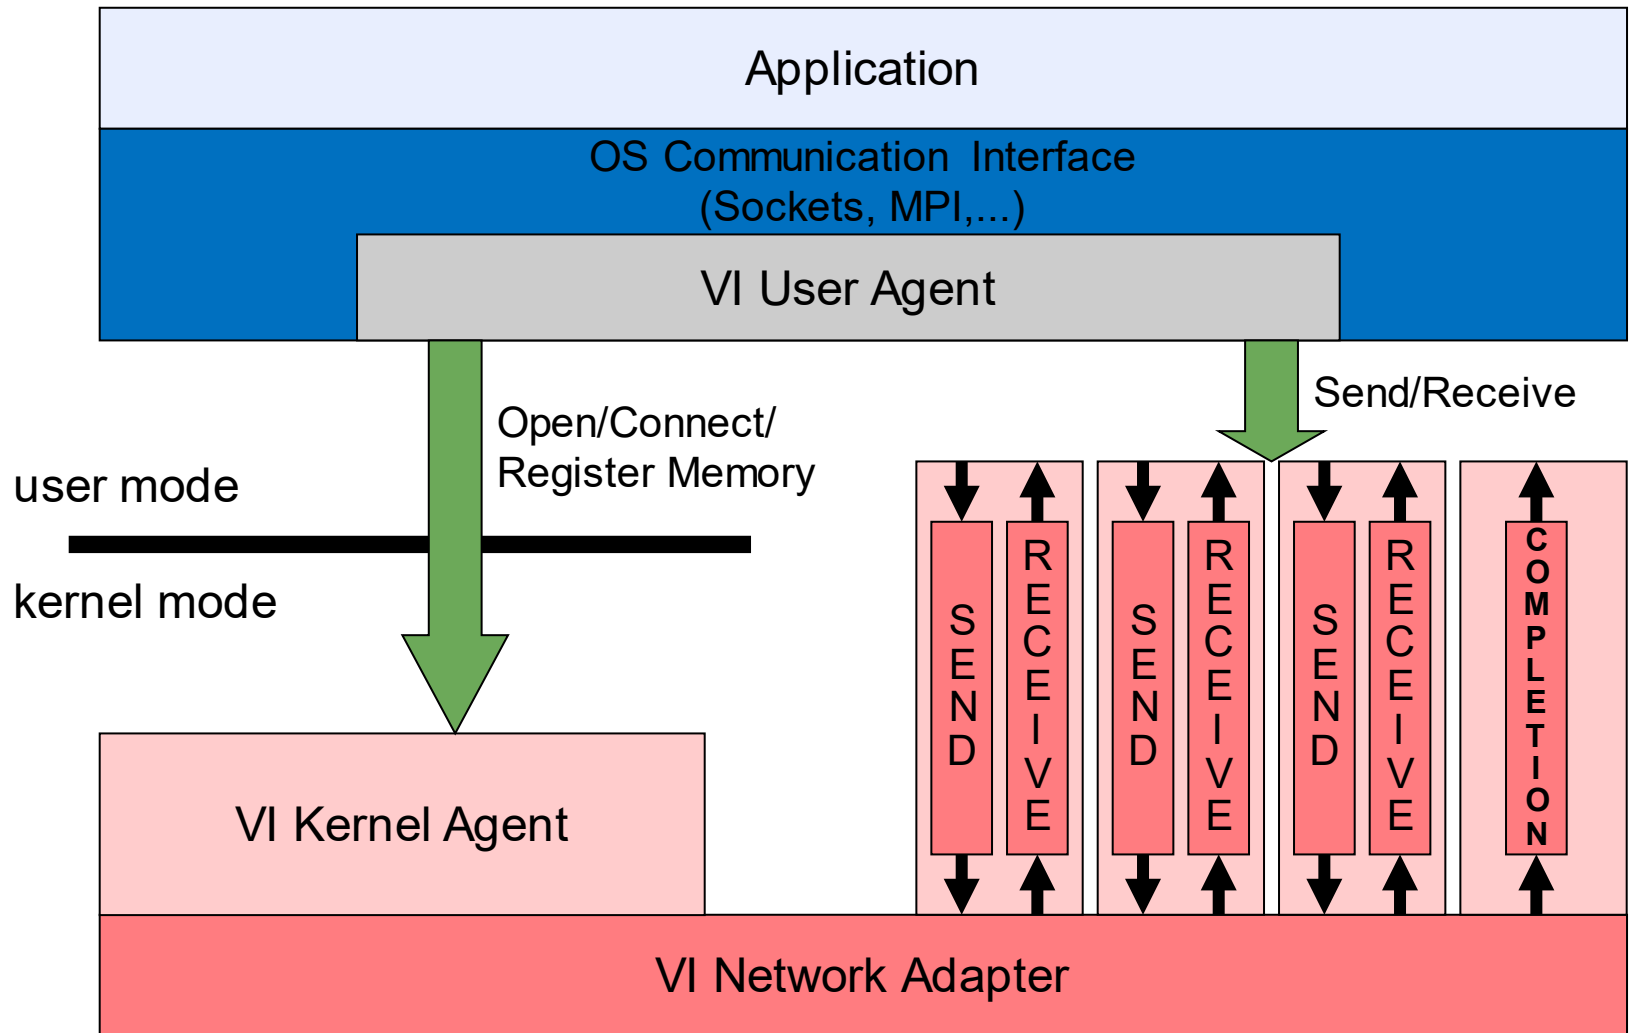 Application
OS Communication Interface
(Sockets, MPI,...)
VI User Agent
Send/Receive
Open/Connect/
Register Memory
user mode
kernel mode
SEND
RECEIVE
SEND
RECEIVE
SEND
RECEIVE
COMPLETION
VI Kernel Agent
VI Network Adapter